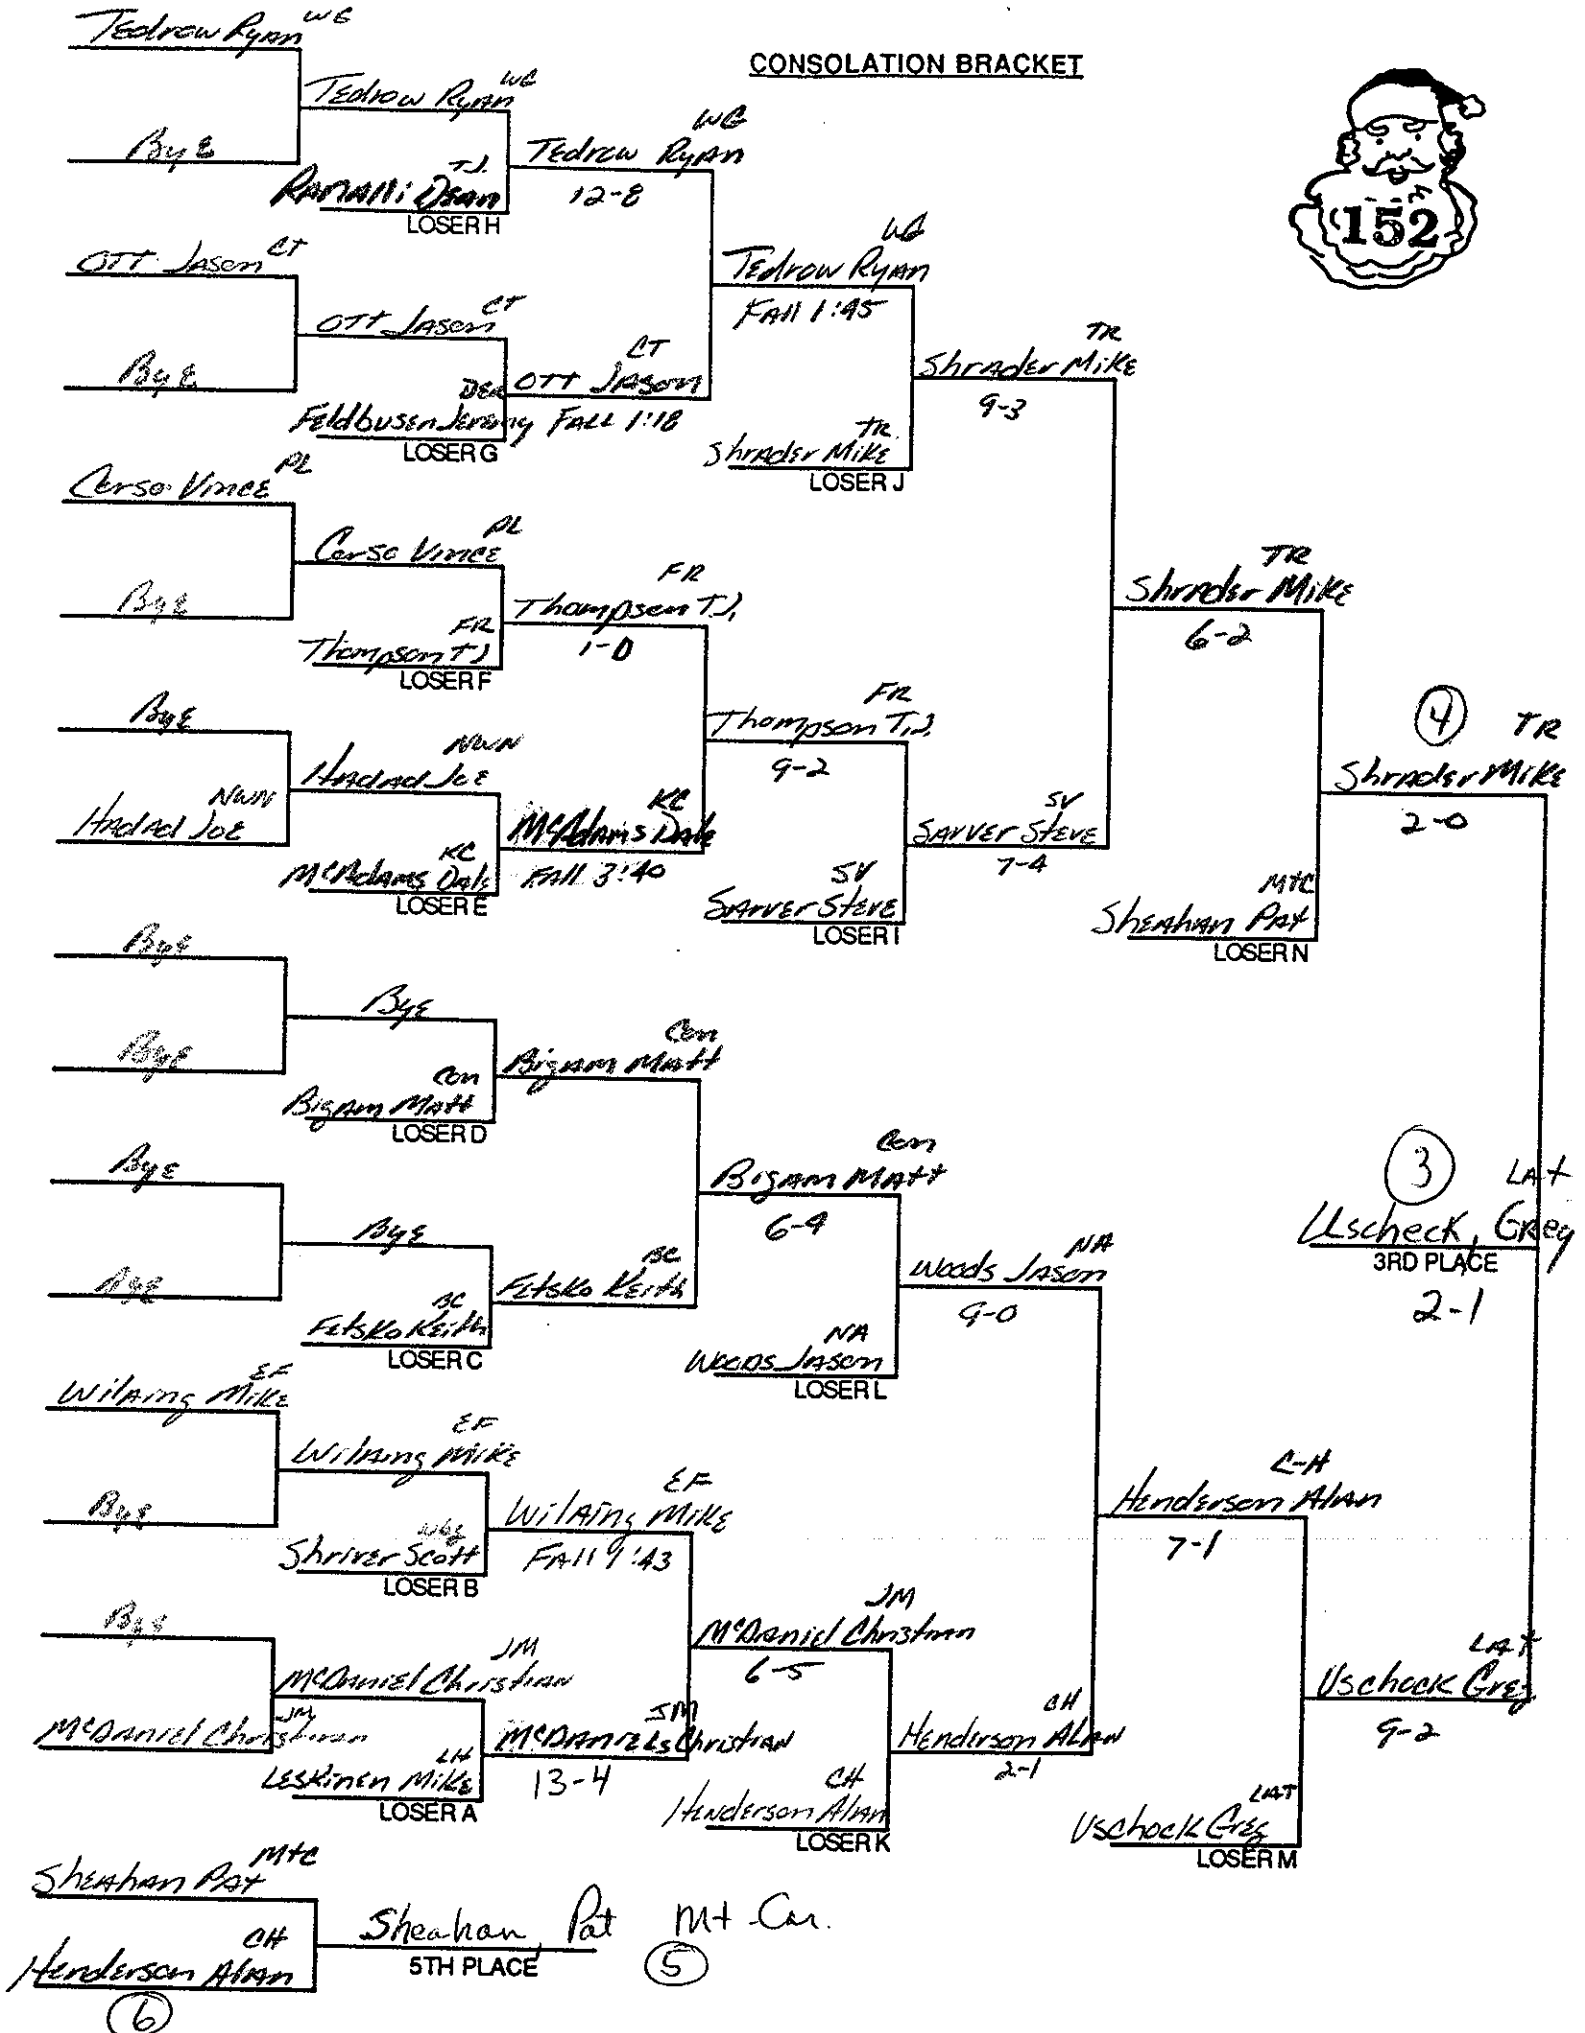 Tedrow Ryan WG
CONSOLATION BRACKET
Tedrow Ryan WG
Bye
WG
Tedrow Ryan
12-8
TJ.
Ramalli Dean
LOSER H
152
Ott Jason CT
WG
Tedrow Ryan
Fall 1:45
Ott Jason CT
Bye
CT
Ott Jason
Fall 1:18
Feldbusen Jeremy
LOSER G
TR
Shrader Mike
9-3
TR.
Shrader Mike
LOSER J
Corso Vince PL
Corso Vince PL
Bye
FR
Thompson T.J.
1-0
FR
Thompson TJ
LOSER F
TR
Shrader Mike
6-2
Bye
FR
Thompson T.J.
9-2
NWN
Hadad Joe
NWN
Hadad Joe
KC
McAdams Dale
Fall 3:40
KC
McAdams Dale
LOSER E
SV
Sarver Steve
7-4
SV
Sarver Steve
LOSER I
4 TR
Shrader Mike
2-0
MtC
Sheahan Pat
LOSER N
Bye
Bye
Bye
Con
Bigam Matt
Con
Bigam Matt
LOSER D
Bye
Con
Bigam Matt
6-4
Bye
Bye
BC
Fetsko Keith
BC
Fetsko Keith
LOSER C
NA
Woods Jason
9-0
NA
Woods Jason
LOSER L
3 LAT
Uscheck, Greg
3RD PLACE
2-1
EF
Wilaing Mike
EF
Wilaing Mike
Bye
EF
Wilaing Mike
Fall 1:43
Shriver Scott
LOSER B
C-H
Henderson Alan
7-1
Bye
JM
McDaniel Christian
6-5
JM
McDaniel Christian
JM
McDaniel Christian
JM
McDaniels Christian
13-4
LH
Leskinen Mike
LOSER A
CH
Henderson Alan
2-1
CH
Henderson Alan
LOSER K
LAT
Uschock Greg
9-2
LAT
Uschock Greg
LOSER M
Sheahan Pat MtC
Sheahan, Pat Mt Car.
5TH PLACE
5
CH
Henderson Alan
6